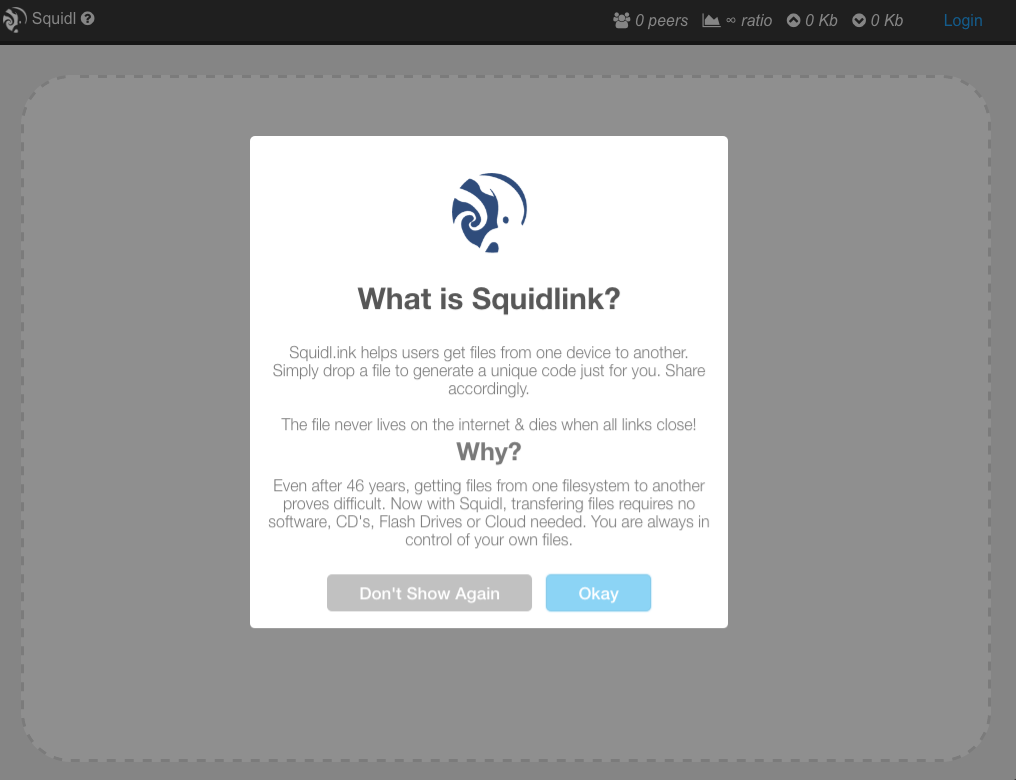 Squidl
0 peers ∞ ratio 0 Kb 0 Kb Login
What is Squidlink?
Squidl.ink helps users get files from one device to another.
Simply drop a file to generate a unique code just for you. Share
accordingly.
The file never lives on the internet & dies when all links close!
Why?
Even after 46 years, getting files from one filesystem to another
proves difficult. Now with Squidl, transfering files requires no
software, CD's, Flash Drives or Cloud needed. You are always in
control of your own files.
Don't Show Again
Okay